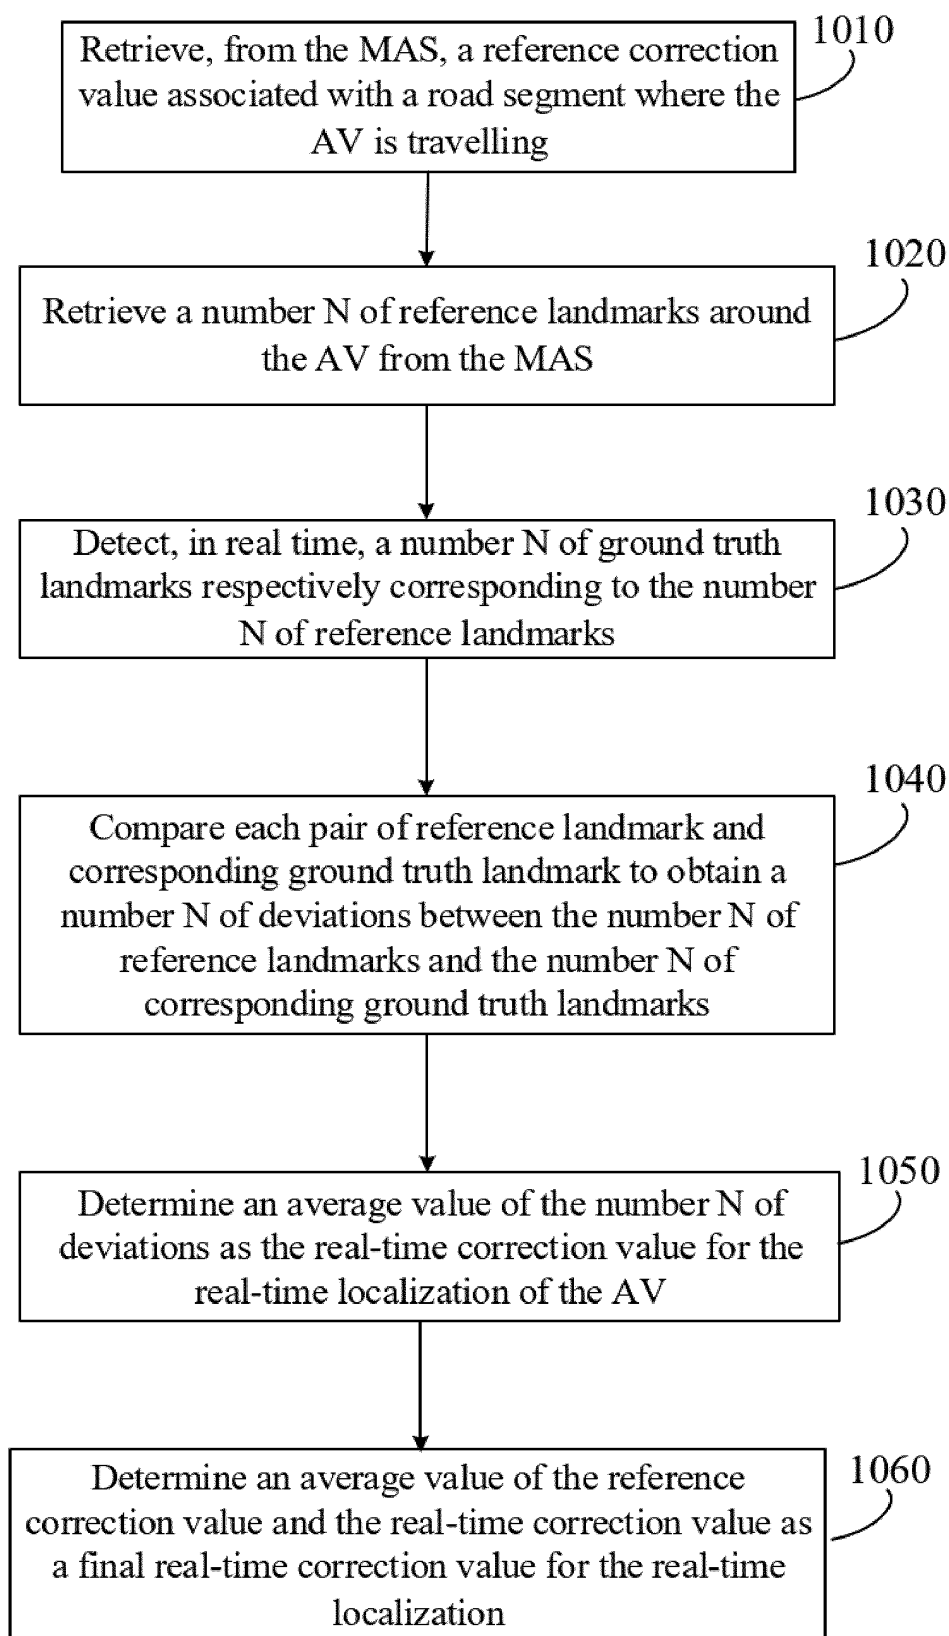 1010
Retrieve, from the MAS, a reference correction
value associated with a road segment where the
AV is travelling
1020
Retrieve a number N of reference landmarks around
the AV from the MAS
1030
Detect, in real time, a number N of ground truth
landmarks respectively corresponding to the number
N of reference landmarks
1040
Compare each pair of reference landmark and
corresponding ground truth landmark to obtain a
number N of deviations between the number N of
reference landmarks and the number N of
corresponding ground truth landmarks
1050
Determine an average value of the number N of
deviations as the real-time correction value for the
real-time localization of the AV
1060
Determine an average value of the reference
correction value and the real-time correction value as
a final real-time correction value for the real-time
localization